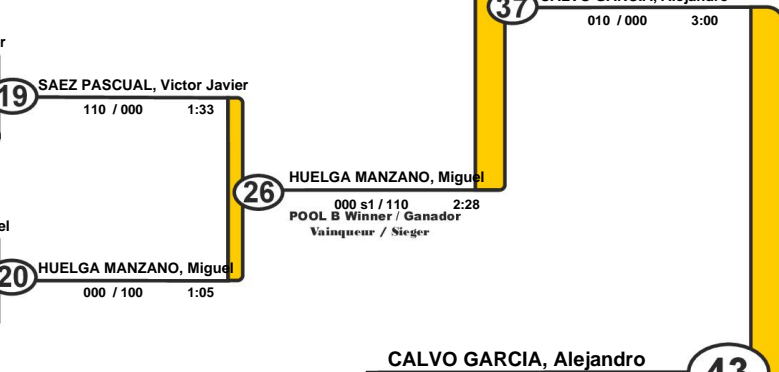 37
010 / 000 3:00
19
SAEZ PASCUAL, Victor Javier
110 / 000 1:33
HUELGA MANZANO, Miguel
26
000 s1 / 110 2:28
POOL B Winner / Ganador
Vainqueur / Sieger
20
HUELGA MANZANO, Miguel
000 / 100 1:05
CALVO GARCIA, Alejandro
43